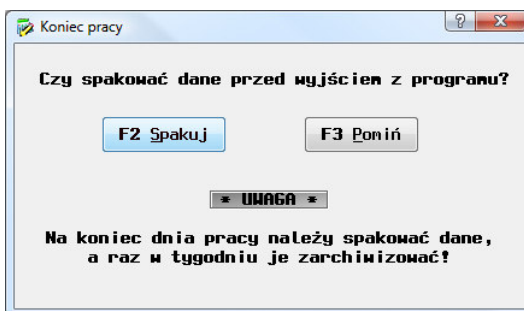 Koniec pracy
Czy spakować dane przed wyjściem z programu?
F2 Spakuj
F3 Pomiń
* UWAGA *
Na koniec dnia pracy należy spakować dane,
a raz w tygodniu je zarchiwizować!